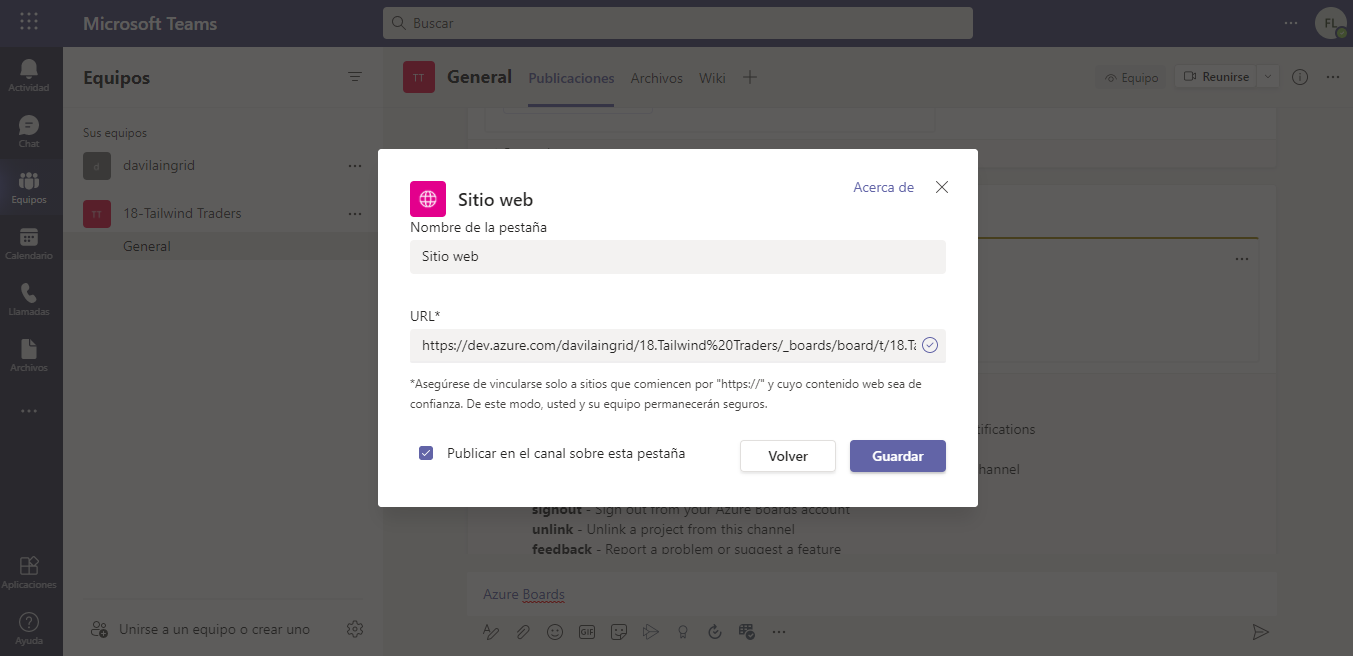 Microsoft Teams
Buscar
FL
Actividad
Chat
Equipos
Calendario
Llamadas
Archivos
Aplicaciones
Ayuda
Equipos
Sus equipos
d
davilaingrid
TT
18-Tailwind Traders
General
Unirse a un equipo o crear uno
TT
General
Publicaciones
Archivos
Wiki
Equipo
Reunirse
Sitio web
Acerca de
Nombre de la pestaña
Sitio web
URL*
https://dev.azure.com/davilaingrid/18.Tailwind%20Traders/_boards/board/t/18.Ta
*Asegúrese de vincularse solo a sitios que comiencen por "https://" y cuyo contenido web sea de
confianza. De este modo, usted y su equipo permanecerán seguros.
Publicar en el canal sobre esta pestaña
Volver
Guardar
tifications
hannel
signout - Sign out from your Azure Boards account
unlink - Unlink a project from this channel
feedback - Report a problem or suggest a feature
Azure Boards
GIF